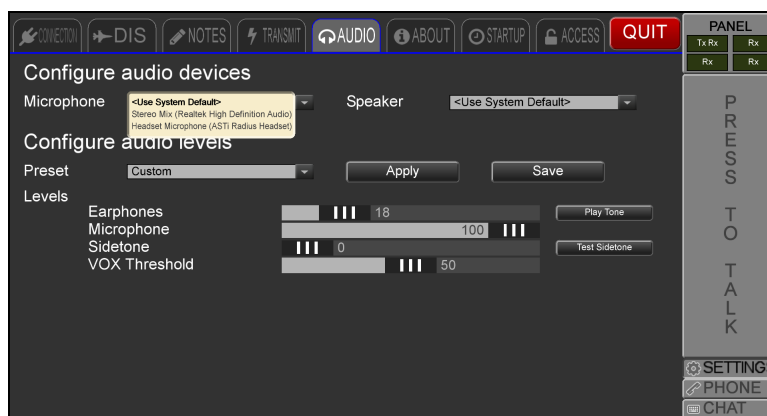 CONNECTION DIS NOTES TRANSMIT AUDIO ABOUT STARTUP ACCESS QUIT
PANEL
Tx Rx Rx
Rx Rx
Configure audio devices
Microphone <Use System Default> Speaker <Use System Default>
Stereo Mix (Realtek High Definition Audio)
Headset Microphone (ASTi Radius Headset)
Configure audio levels
Preset Custom Apply Save
Levels
Earphones 18 Play Tone
Microphone 100
Sidetone 0 Test Sidetone
VOX Threshold 50
PRESS TO TALK
SETTING
PHONE
CHAT